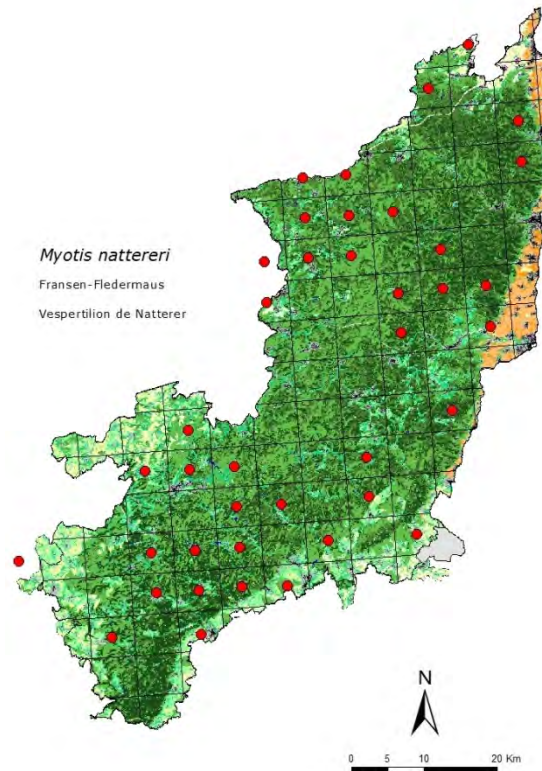 Myotis nattereri
Fransen-Fledermaus
Vespertilion de Natterer
N
0 5 10 20 Km